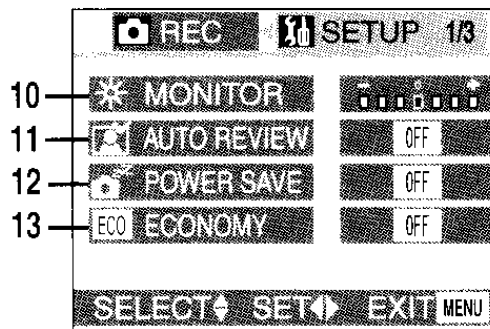 REC SETUP 1/3
10 MONITOR - 0 +
11 AUTO REVIEW OFF
12 POWER SAVE OFF
13 ECO ECONOMY OFF
SELECT SET EXIT MENU